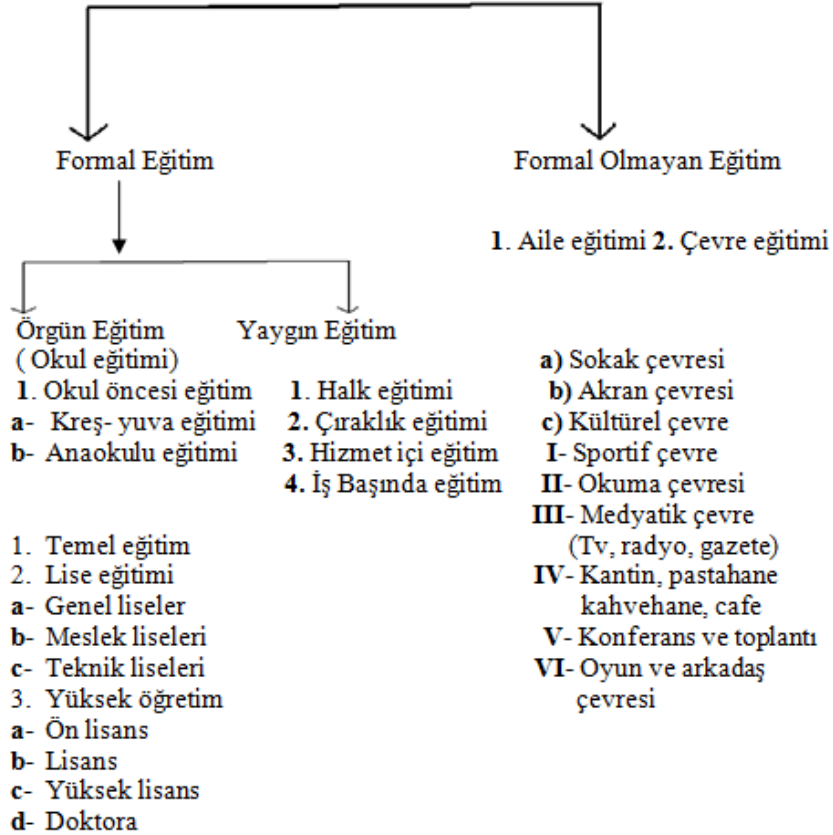 Formal Eğitim
Formal Olmayan Eğitim
1. Aile eğitimi 2. Çevre eğitimi
Örgün Eğitim
( Okul eğitimi)
1. Okul öncesi eğitim
a- Kreş- yuva eğitimi
b- Anaokulu eğitimi
1. Temel eğitim
2. Lise eğitimi
a- Genel liseler
b- Meslek liseleri
c- Teknik liseleri
3. Yüksek öğretim
a- Ön lisans
b- Lisans
c- Yüksek lisans
d- Doktora
Yaygın Eğitim
1. Halk eğitimi
2. Çıraklık eğitimi
3. Hizmet içi eğitim
4. İş Başında eğitim
a) Sokak çevresi
b) Akran çevresi
c) Kültürel çevre
I- Sportif çevre
II- Okuma çevresi
III- Medyatik çevre
(Tv, radyo, gazete)
IV- Kantin, pastahane
kahvehane, cafe
V- Konferans ve toplantı
VI- Oyun ve arkadaş
çevresi